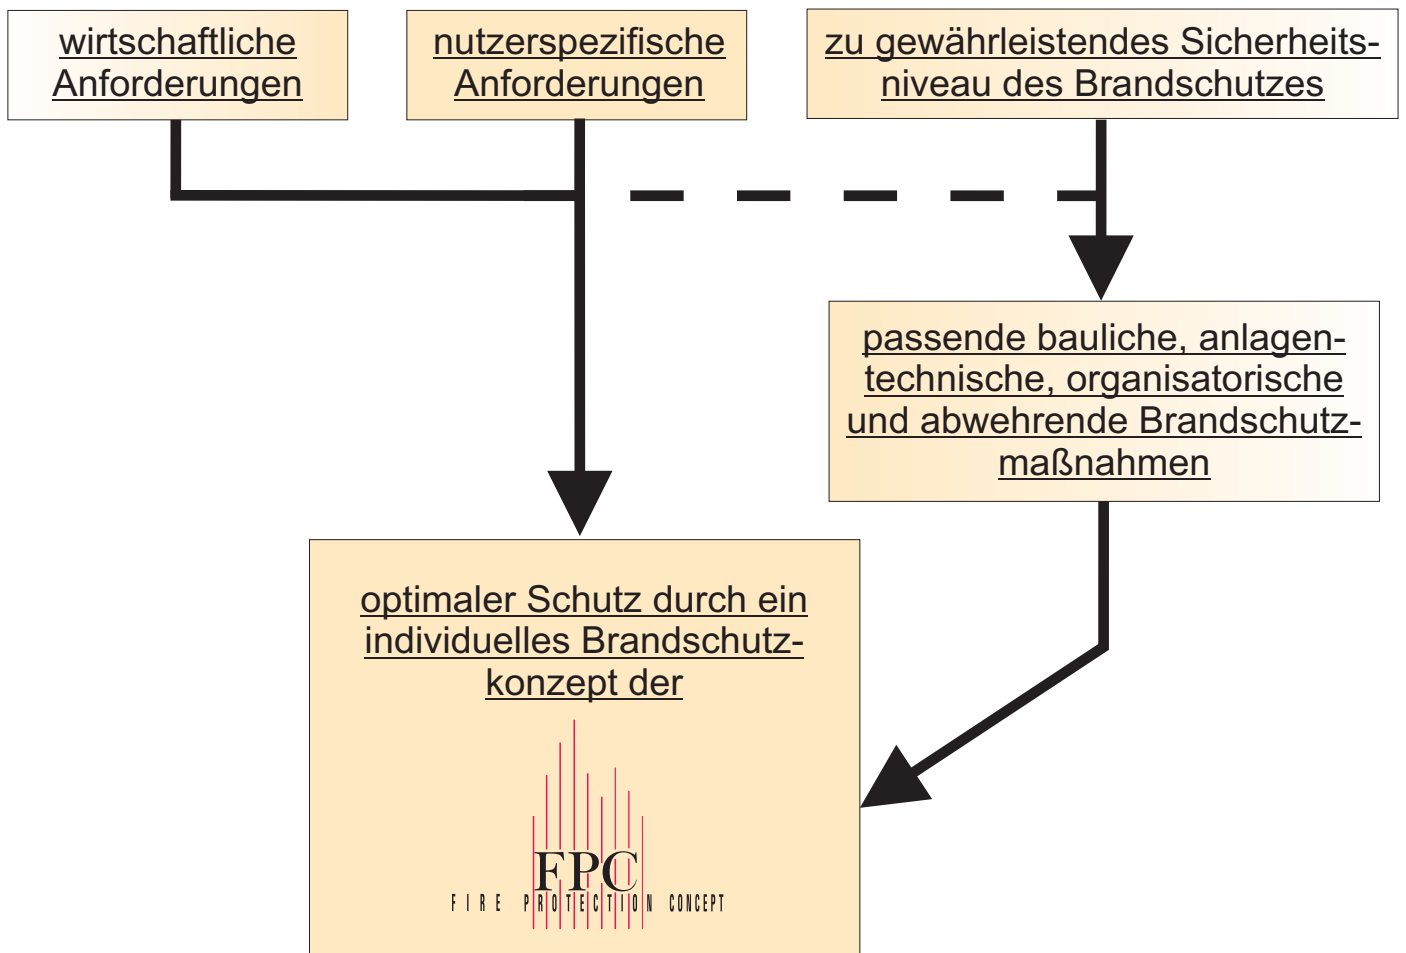 wirtschaftliche
Anforderungen
nutzerspezifische
Anforderungen
zu gewährleistendes Sicherheits-
niveau des Brandschutzes
passende bauliche, anlagen-
technische, organisatorische
und abwehrende Brandschutz-
maßnahmen
optimaler Schutz durch ein
individuelles Brandschutz-
konzept der
FPC
FIRE PROTECTION CONCEPT